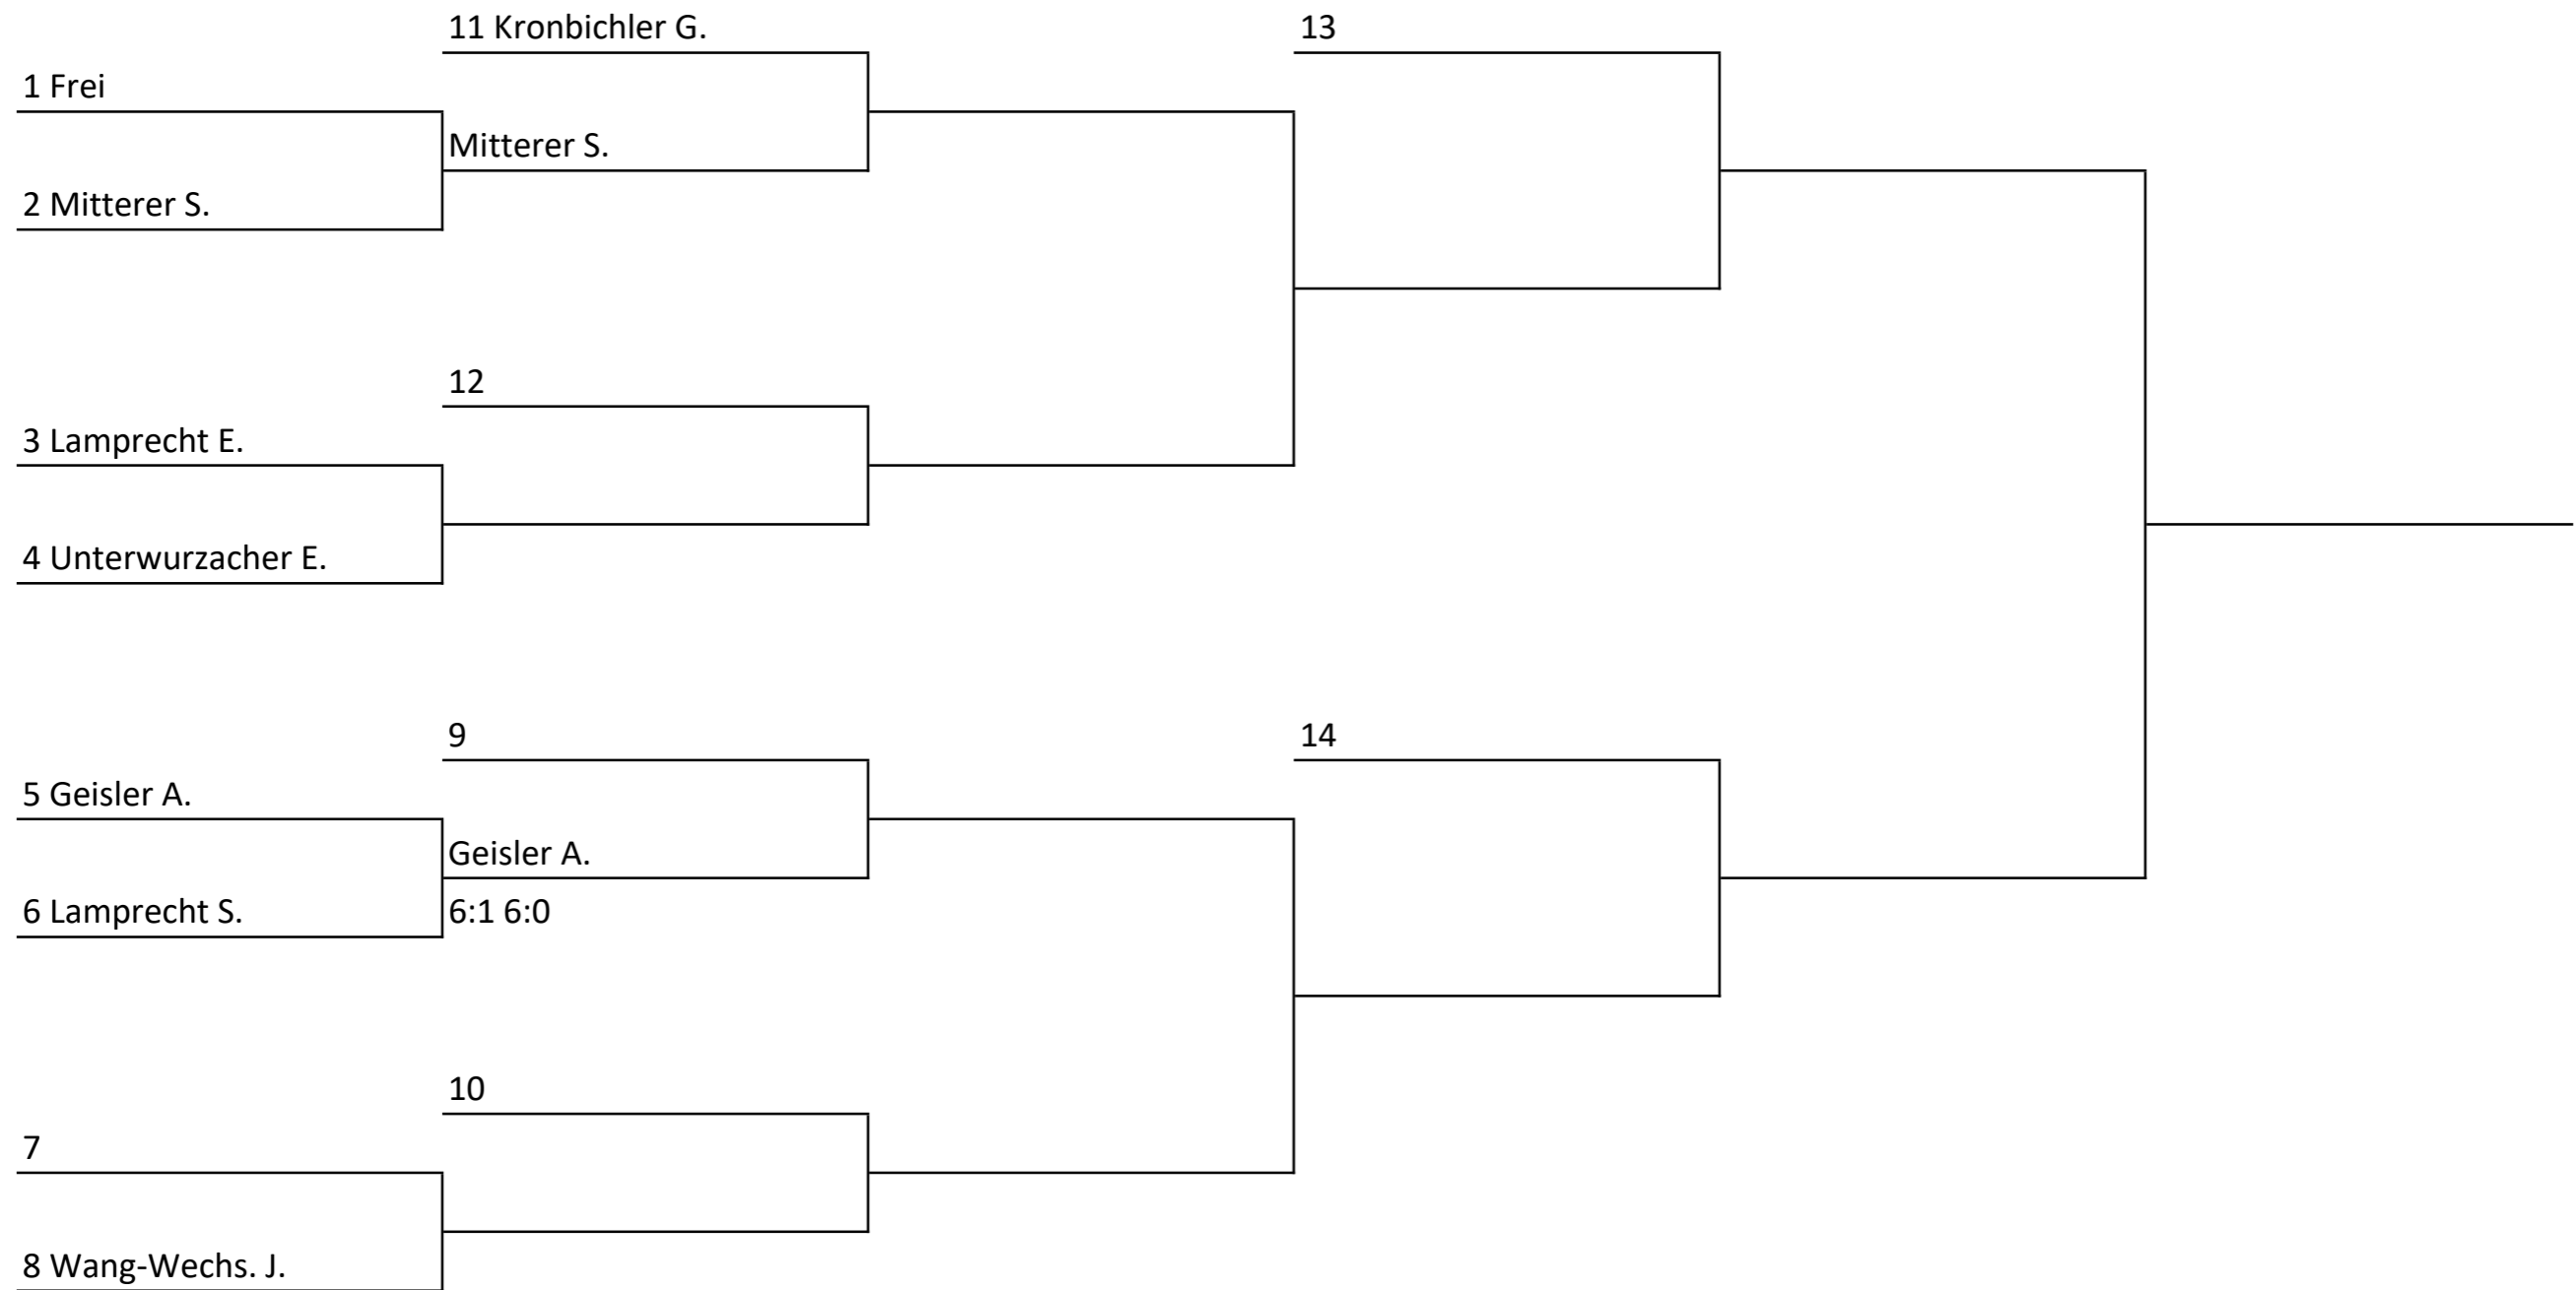 11 Kronbichler G.
13
1 Frei
Mitterer S.
2 Mitterer S.
12
3 Lamprecht E.
4 Unterwurzacher E.
9
14
5 Geisler A.
Geisler A.
6 Lamprecht S.
6:1 6:0
10
7
8 Wang-Wechs. J.